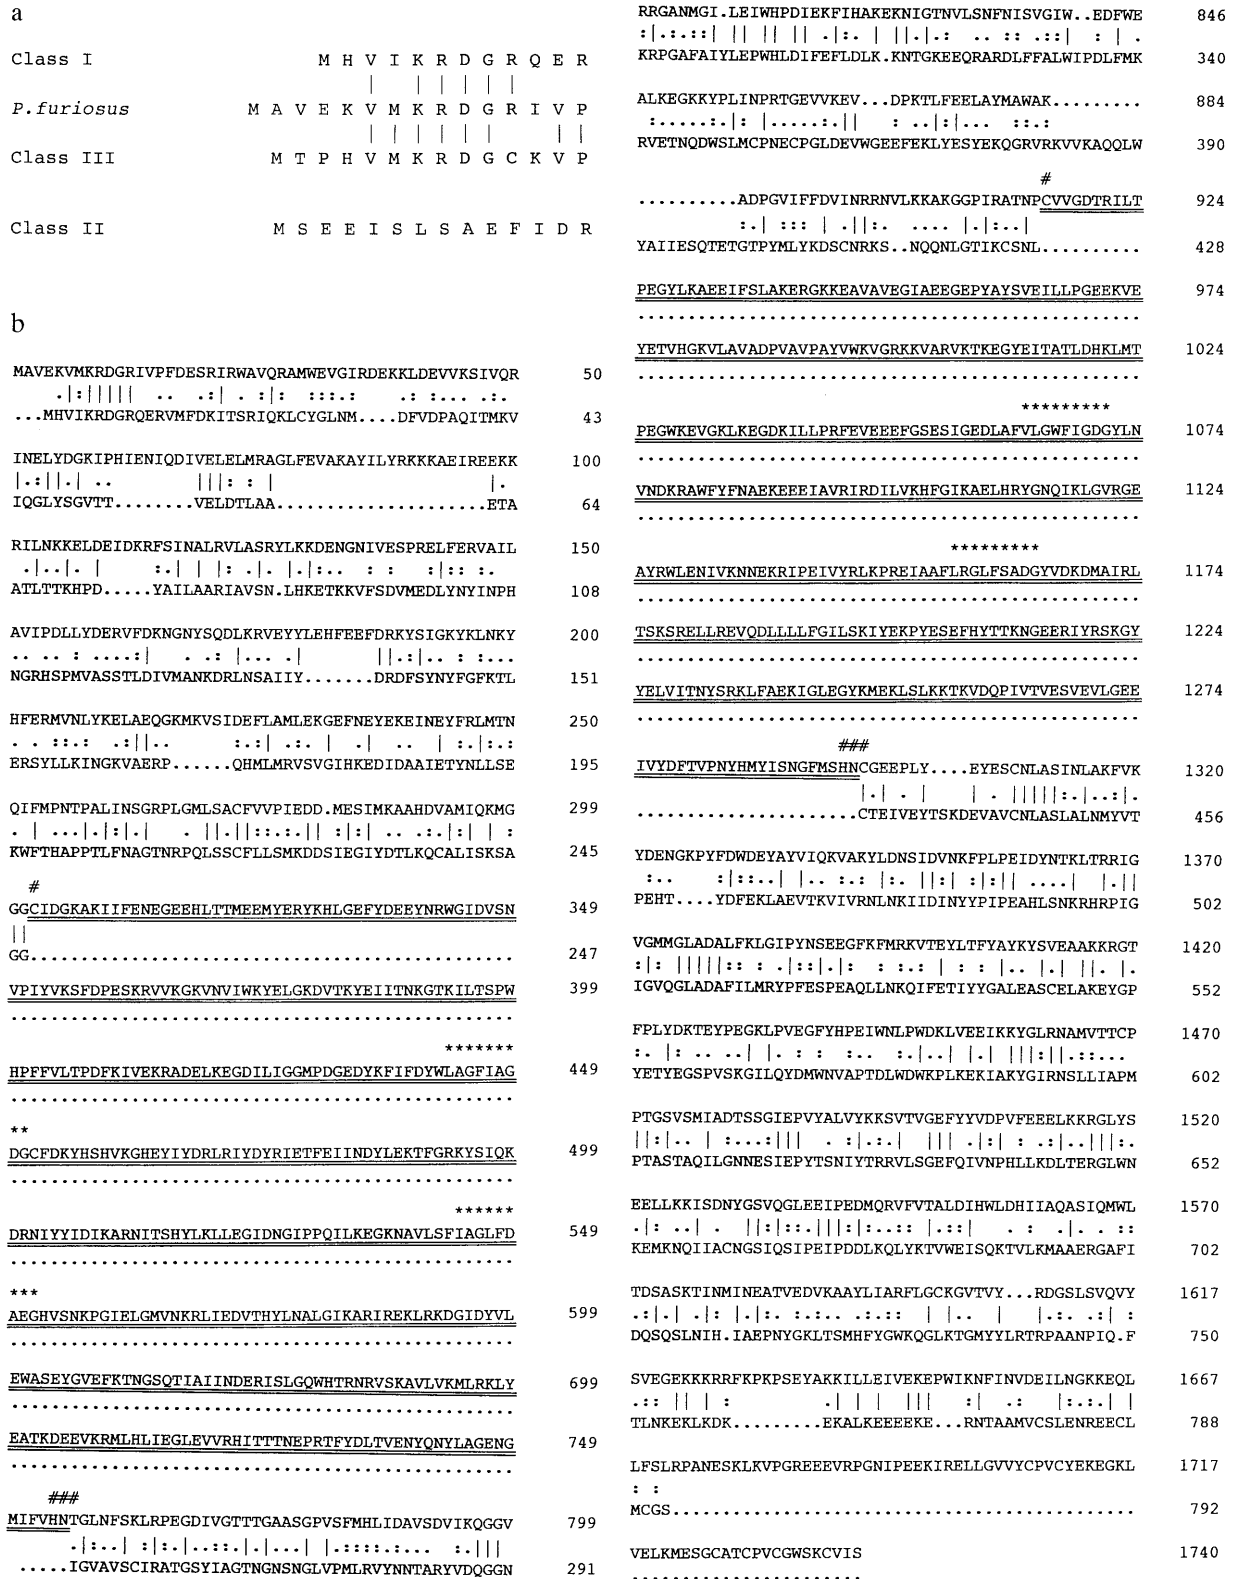 a
Class I M H V I K R D G R Q E R
P.furiosus M A V E K V M K R D G R I V P
Class III M T P H V M K R D G C K V P
Class II M S E E I S L S A E F I D R
b
MAVEKVMKRDGRIVPFDESRIRWAVQRAMWEVGIRDEKKLDEVVKSIVQR 50
...MHVIKRDGRQERVMFDKITSRIQKLCYGLNM....DFVDPAQITMKV 43
INELYDGKIPHIENIQDIVELELMRAGLFEVAKAYILYRKKKAEIREEKK 100
IQGLYSGVTT........VELDTLAA.....................ETA 64
RILNKKELDEIDKRFSINALRVLASRYLKKDENGNIVESPRELFERVAIL 150
ATLTTKHPD.....YAILAARIAVSN.LHKETKKVFSDVMEDLYNYINPH 108
AVIPDLLYDERVFDKNGNYSQDLKRVEYYLEHFEEFDRKYSIGKYKLNKY 200
NGRHSPMVASSTLDIVMANKDRLNSAIIY.......DRDFSYNYFGFKTL 151
HFERMVNLYKELAEQGKMKVSIDEFLAMLEKGEFNEYEKEINEYFRLMTN 250
ERSYLLKINGKVAERP......QHMLMRVSVGIHKEDIDAAIETYNLLSE 195
QIFMPNTPALINSGRPLGMLSACFVVPIEDD.MESIMKAAHDVAMIQKMG 299
KWFTHAPPTLFNAGTNRPQLSSCFLLSMKDDSIEGIYDTLKQCALISKSA 245
#
GGCIDGKAKIIFENEGEEHLTTMEEMYERYKHLGEFYDEEYNRWGIDVSN 349
GG................................................ 247
VPIYVKSFDPESKRVVKGKVNVIWKYELGKDVTKYEIITNKGTKILTSPW 399
*******
HPFFVLTPDFKIVEKRADELKEGDILIGGMPDGEDYKFIFDYWLAGFIAG 449
**
DGCFDKYHSHVKGHEYIYDRLRIYDYRIETFEIINDYLEKTFGRKYSIQK 499
******
DRNIYYIDIKARNITSHYLKLLEGIDNGIPPQILKEGKNAVLSFIAGLFD 549
***
AEGHVSNKPGIELGMVNKRLIEDVTHYLNALGIKARIREKLRKDGIDYVL 599
EWASEYGVEFKTNGSQTIAIINDERISLGQWHTRNRVSKAVLVKMLRKLY 699
EATKDEEVKRMLHLIEGLEVVRHITTTNEPRTFYDLTVENYQNYLAGENG 749
###
MIFVHNTGLNFSKLRPEGDIVGTTTGAASGPVSFMHLIDAVSDVIKQGGV 799
.....IGVAVSCIRATGSYIAGTNGNSNGLVPMLRVYNNTARYVDQGGN 291
RRGANMGI.LEIWHPDIEKFIHAKEKNIGTNVLSNFNISVGIW..EDFWE 846
KRPGAFAIYLEPWHLDIFEFLDLK.KNTGKEEQRARDLFFALWIPDLFMK 340
ALKEGKKYPLINPRTGEVVKEV...DPKTLFEELAYMAWAK......... 884
RVETNQDWSLMCPNECPGLDEVWGEEFEKLYESYEKQGRVRKVVKAQQLW 390
#
..........ADPGVIFFDVINRRNVLKKAKGGPIRATNPCVVGDTRILT 924
YAIIESQTETGTPYMLYKDSCNRKS..NQQNLGTIKCSNL.......... 428
PEGYLKAEEIFSLAKERGKKEAVAVEGIAEEGEPYAYSVEILLPGEEKVE 974
YETVHGKVLAVADPVAVPAYVWKVGRKKVARVKTKEGYEITATLDHKLMT 1024
*********
PEGWKEVGKLKEGDKILLPRFEVEEEFGSESIGEDLAFVLGWFIGDGYLN 1074
VNDKRAWFYFNAEKEEEIAVRIRDILVKHFGIKAELHRYGNQIKLGVRGE 1124
*********
AYRWLENIVKNNEKRIPEIVYRLKPREIAAFLRGLFSADGYVDKDMAIRL 1174
TSKSRELLREVQDLLLLFGILSKIYEKPYESEFHYTTKNGEERIYRSKGY 1224
YELVITNYSRKLFAEKIGLEGYKMEKLSLKKTKVDQPIVTVESVEVLGEE 1274
###
IVYDFTVPNYHMYISNGFMSHNCGEEPLY....EYESCNLASINLAKFVK 1320
......................CTEIVEYTSKDEVAVCNLASLALNMYVT 456
YDENGKPYFDWDEYAYVIQKVAKYLDNSIDVNKFPLPEIDYNTKLTRRIG 1370
PEHT....YDFEKLAEVTKVIVRNLNKIIDINYYPIPEAHLSNKRHRPIG 502
VGMMGLADALFKLGIPYNSEEGFKFMRKVTEYLTFYAYKYSVEAAKKRGT 1420
IGVQGLADAFILMRYPFESPEAQLLNKQIFETIYYGALEASCELAKEYGP 552
FPLYDKTEYPEGKLPVEGFYHPEIWNLPWDKLVEEIKKYGLRNAMVTTCP 1470
YETYEGSPVSKGILQYDMWNVAPTDLWDWKPLKEKIAKYGIRNSLLIAPM 602
PTGSVSMIADTSSGIEPVYALVYKKSVTVGEFYYVDPVFEEELKKRGLYS 1520
PTASTAQILGNNESIEPYTSNIYTRRVLSGEFQIVNPHLLKDLTERGLWN 652
EELLKKISDNYGSVQGLEEIPEDMQRVFVTALDIHWLDHIIAQASIQMWL 1570
KEMKNQIIACNGSIQSIPEIPDDLKQLYKTVWEISQKTVLKMAAERGAFI 702
TDSASKTINMINEATVEDVKAAYLIARFLGCKGVTVY...RDGSLSVQVY 1617
DQSQSLNIH.IAEPNYGKLTSMHFYGWKQGLKTGMYYLRTRPAANPIQ.F 750
SVEGEKKKRRFKPKPSEYAKKILLEIVEKEPWIKNFINVDEILNGKKEQL 1667
TLNKEKLKDK.........EKALKEEEEKE...RNTAAMVCSLENREECL 788
LFSLRPANESKLKVPGREEEVRPGNIPEEKIRELLGVVYCPVCYEKEGKL 1717
MCGS.............................................. 792
VELKMESGCATCPVCGWSKCVIS 1740